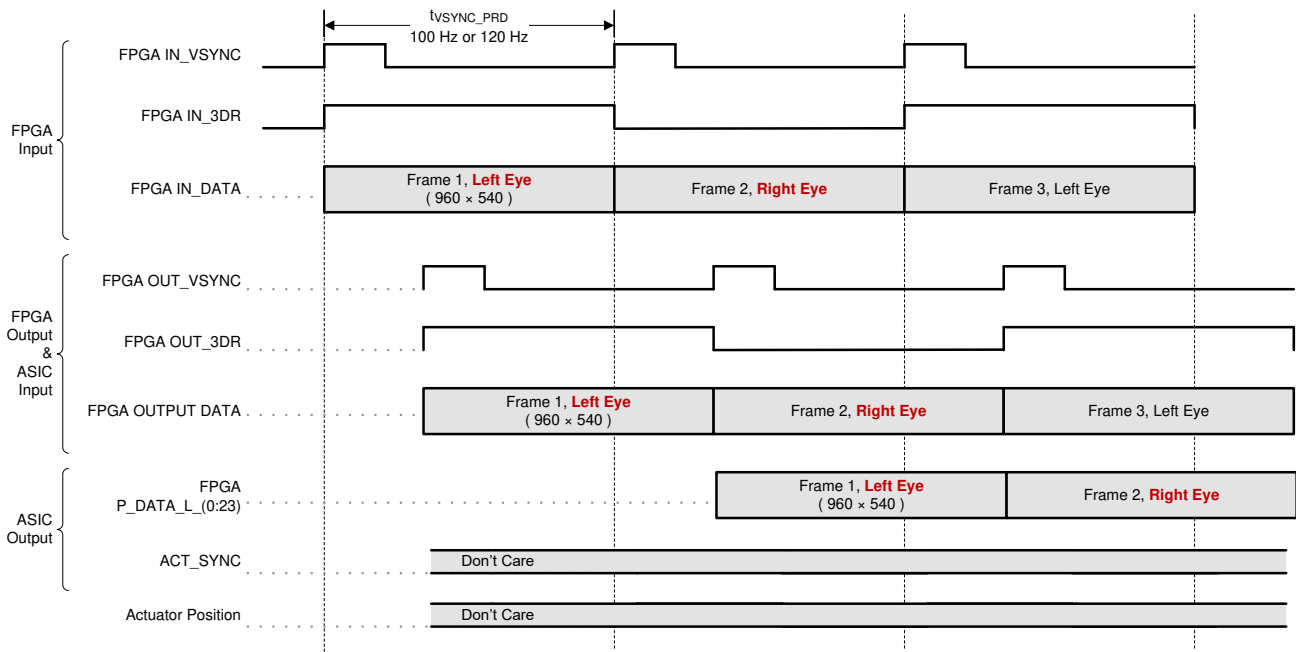 tVSYNC_PRD
100 Hz or 120 Hz
FPGA IN_VSYNC
FPGA IN_3DR
FPGA
Input
FPGA IN_DATA
Frame 1, Left Eye
( 960 × 540 )
Frame 2, Right Eye
Frame 3, Left Eye
FPGA OUT_VSYNC
FPGA
Output
&
ASIC
Input
FPGA OUT_3DR
FPGA OUTPUT DATA
Frame 1, Left Eye
( 960 × 540 )
Frame 2, Right Eye
Frame 3, Left Eye
ASIC
Output
FPGA
P_DATA_L_(0:23)
Frame 1, Left Eye
( 960 × 540 )
Frame 2, Right Eye
ACT_SYNC
Don’t Care
Actuator Position
Don’t Care